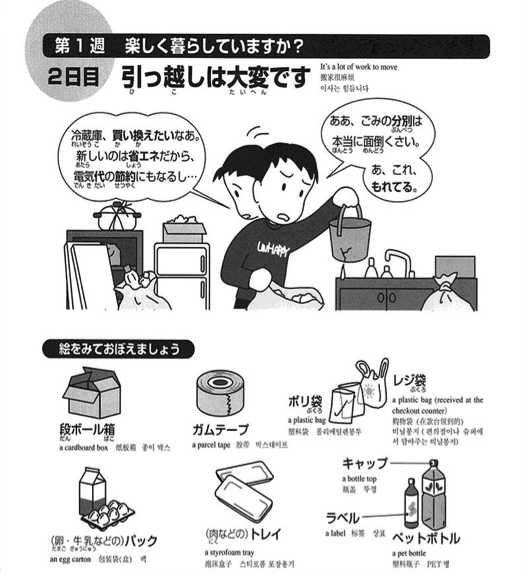 第1週　楽しく暮らしていますか？
2日目　引っ越しは大変です
ひ　こ　たいへん
It's a lot of work to move
搬家很麻烦
이사는 힘듭니다
冷蔵庫、買い換えたいなあ。
れいぞうこ　か　か
新しいのは省エネだから、
あたら　しょう
電気代の節約にもなるし…
でんきだい　せつやく
ああ、ごみの分別は
ぶんべつ
本当に面倒くさい。
ほんとう　めんどう
あ、これ、
もれてる。
UNHAPPY
絵をみておぼえましょう
段ボール箱
だん　ばこ
a cardboard box　纸板箱　종이 박스
ガムテープ
a parcel tape　胶带　박스테이프
ポリ袋
ぶくろ
a plastic bag
塑料袋　폴리에틸렌봉투
レジ袋
ぶくろ
a plastic bag (received at the
checkout counter)
购物袋 (在款台领到的)
비닐봉지 (편의점이나 슈퍼에
서 담아주는 비닐봉지)
(卵・牛乳などの)パック
たまご　ぎゅうにゅう
an egg carton　包装袋(盒)　팩
(肉などの)トレイ
にく
a styrofoam tray
泡沫盒子　스티로폼 포장용기
キャップ
a bottle top
瓶盖　뚜껑
ラベル
a label　标签　상표
ペットボトル
a pet bottle
塑料瓶子　PET병